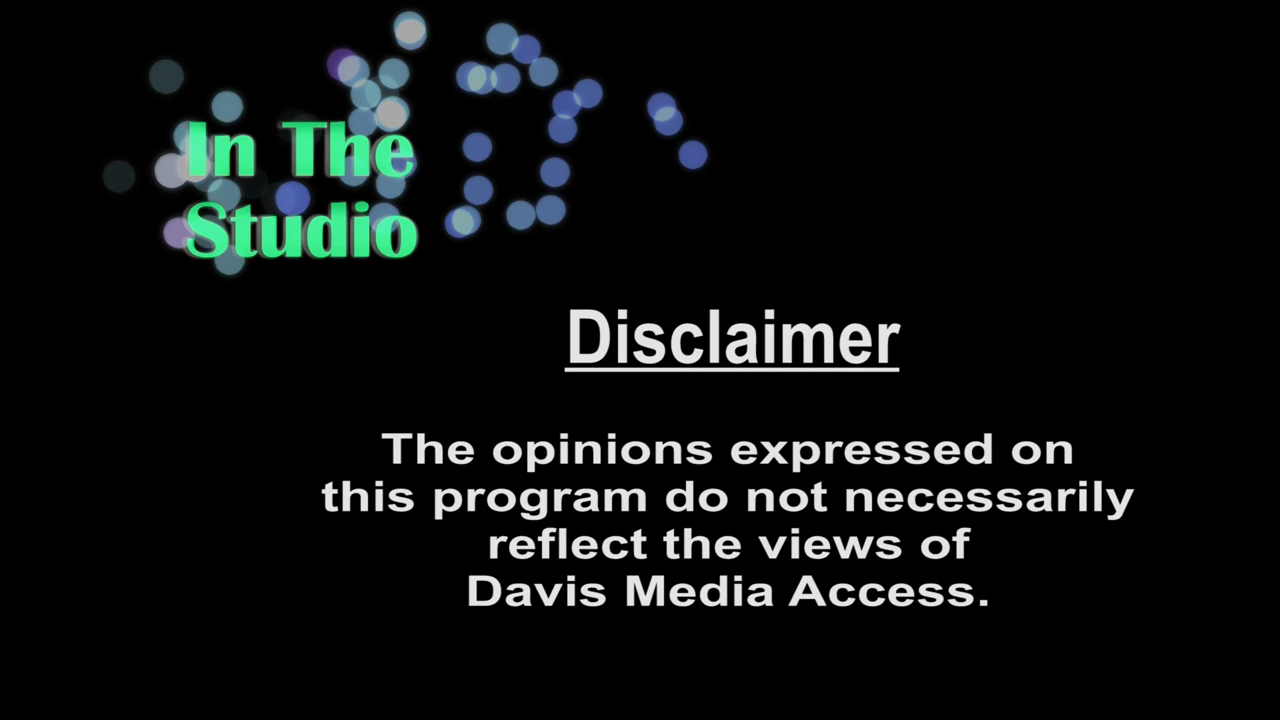 In The
Studio
Disclaimer
The opinions expressed on
this program do not necessarily
reflect the views of
Davis Media Access.